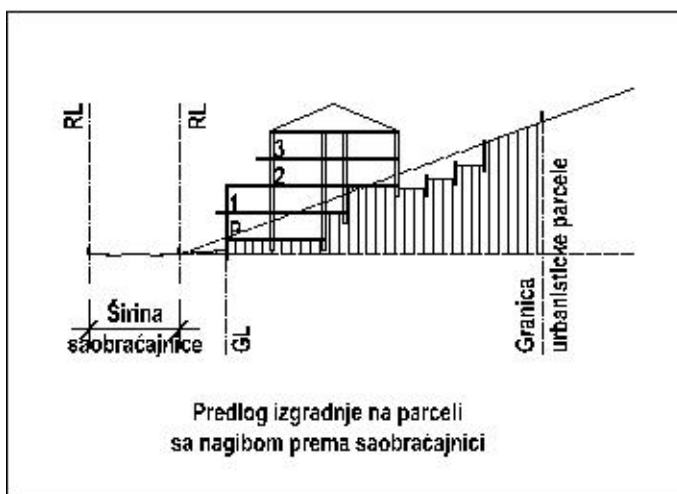 RL
RL
3
2
1
P
Širina
saobraćajnice
GL
Granica
urbanističke parcele
Predlog izgradnje na parceli
sa nagibom prema saobraćajnici